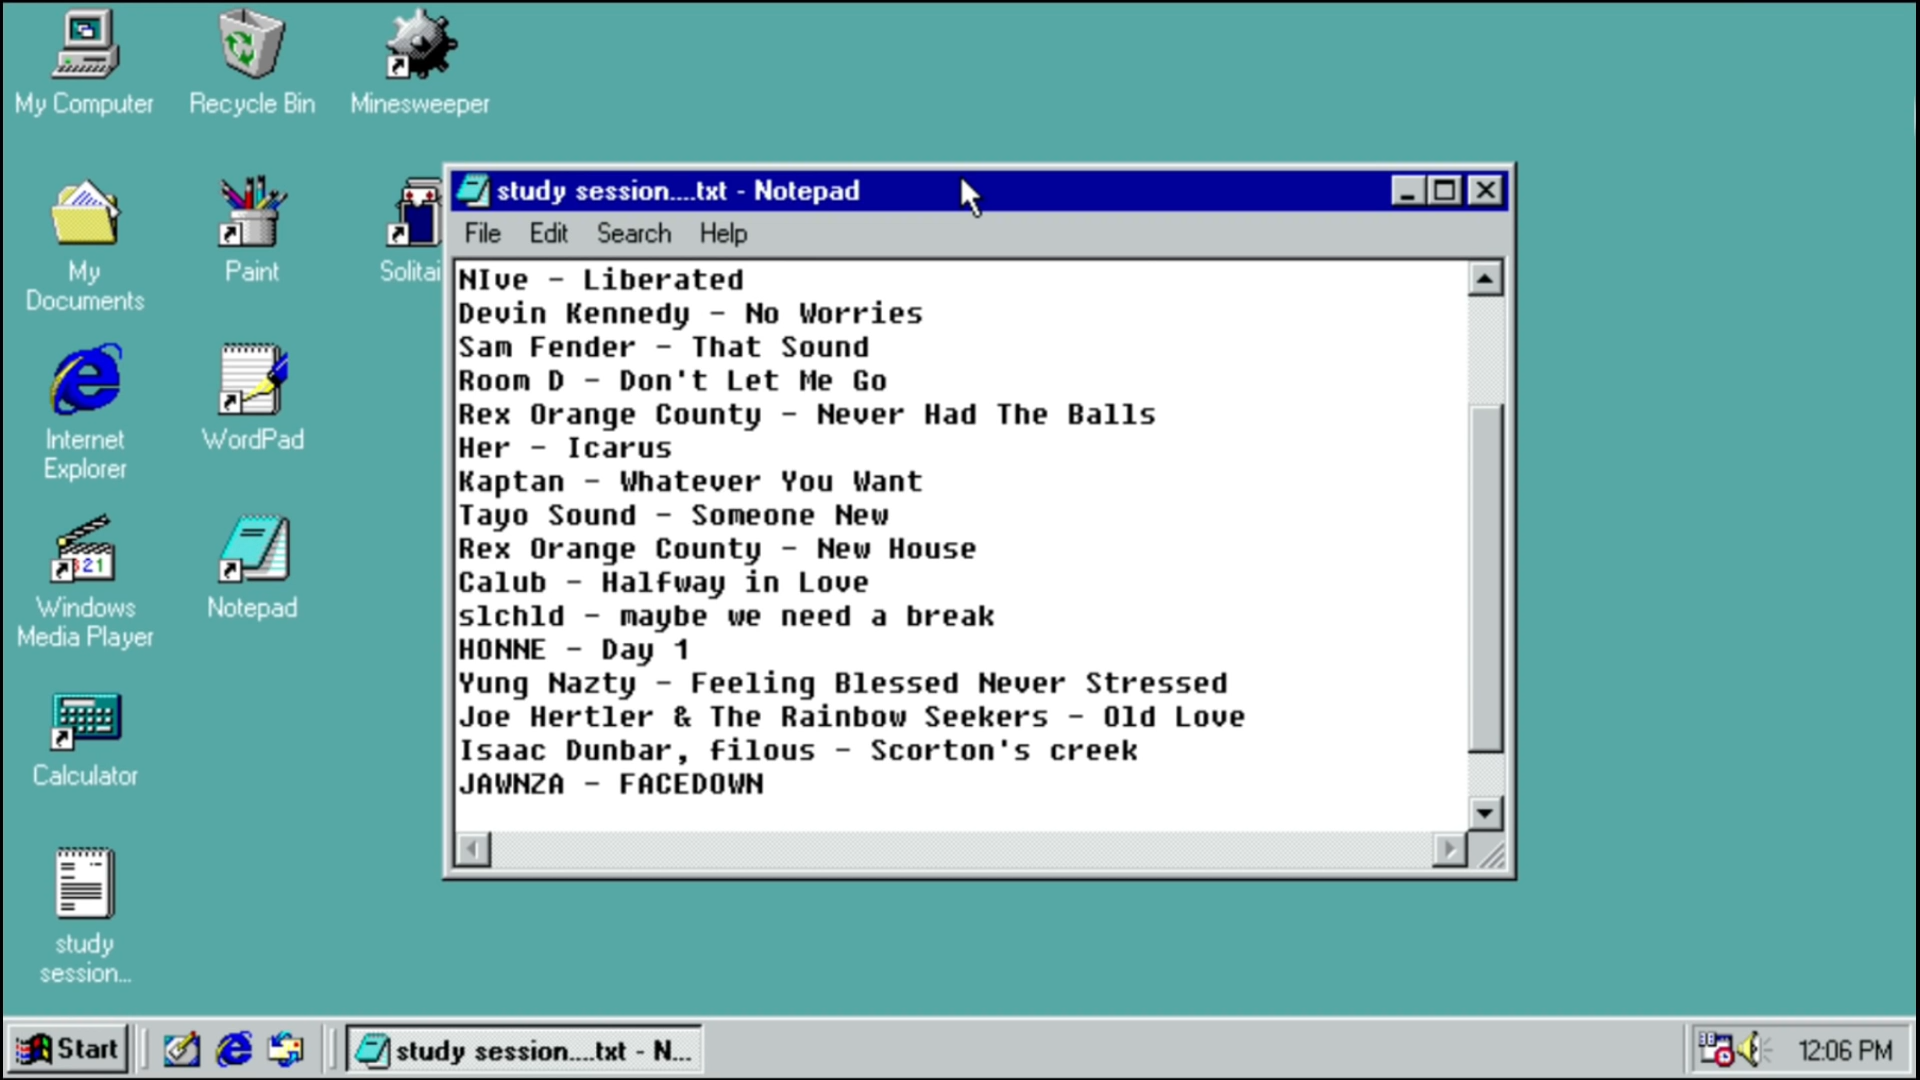 My Computer
Recycle Bin
Minesweeper
My
Documents
Paint
Solitai
Internet
Explorer
WordPad
Windows
Media Player
Notepad
Calculator
study
session...
study session....txt - Notepad
File Edit Search Help
NIve - Liberated
Devin Kennedy - No Worries
Sam Fender - That Sound
Room D - Don't Let Me Go
Rex Orange County - Never Had The Balls
Her - Icarus
Kaptan - Whatever You Want
Tayo Sound - Someone New
Rex Orange County - New House
Calub - Halfway in Love
slchld - maybe we need a break
HONNE - Day 1
Yung Nazty - Feeling Blessed Never Stressed
Joe Hertler & The Rainbow Seekers - Old Love
Isaac Dunbar, filous - Scorton's creek
JAWNZA - FACEDOWN
Start
study session....txt - N...
12:06 PM